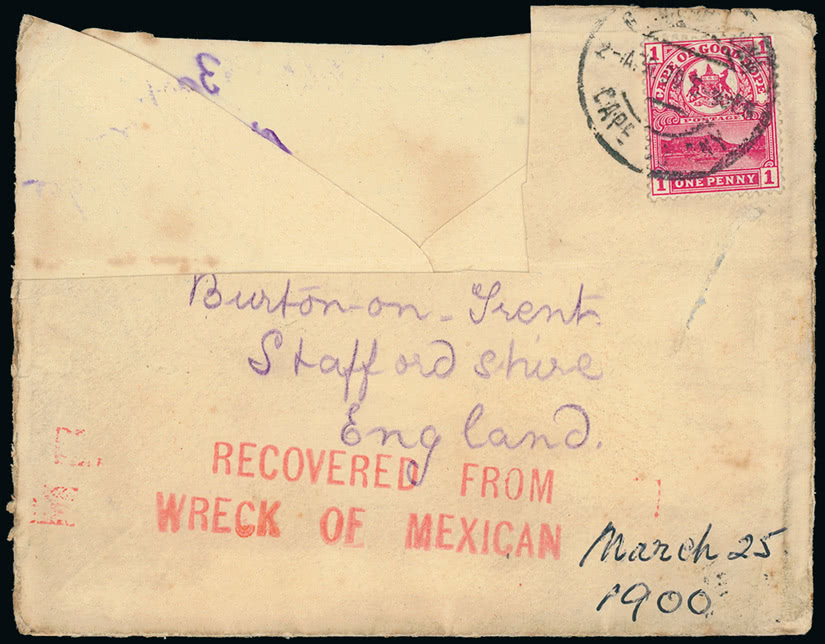 1 1
CAPE OF GOOD HOPE
POSTAGE
1 ONE PENNY 1
CAPE
3
Burton-on-Trent.
Staffordshire
England.
RECOVERED FROM
WRECK OF MEXICAN
March 25
1900